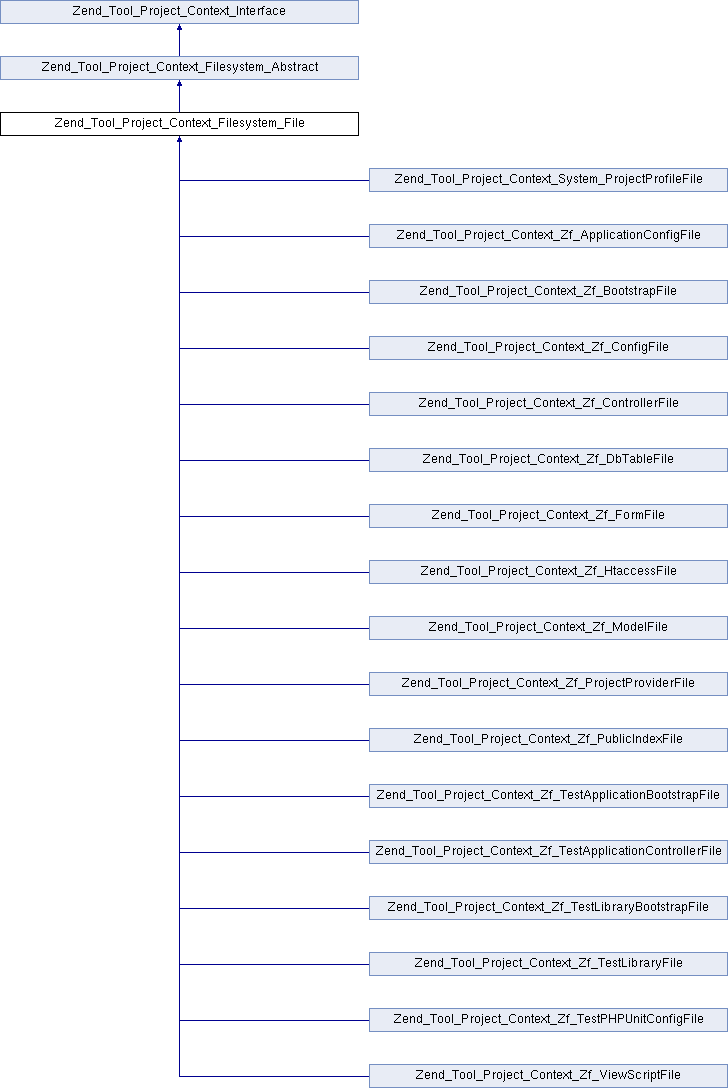 Zend_Tool_Project_Context_Interface
Zend_Tool_Project_Context_Filesystem_Abstract
Zend_Tool_Project_Context_Filesystem_File
Zend_Tool_Project_Context_System_ProjectProfileFile
Zend_Tool_Project_Context_Zf_ApplicationConfigFile
Zend_Tool_Project_Context_Zf_BootstrapFile
Zend_Tool_Project_Context_Zf_ConfigFile
Zend_Tool_Project_Context_Zf_ControllerFile
Zend_Tool_Project_Context_Zf_DbTableFile
Zend_Tool_Project_Context_Zf_FormFile
Zend_Tool_Project_Context_Zf_HtaccessFile
Zend_Tool_Project_Context_Zf_ModelFile
Zend_Tool_Project_Context_Zf_ProjectProviderFile
Zend_Tool_Project_Context_Zf_PublicIndexFile
Zend_Tool_Project_Context_Zf_TestApplicationBootstrapFile
Zend_Tool_Project_Context_Zf_TestApplicationControllerFile
Zend_Tool_Project_Context_Zf_TestLibraryBootstrapFile
Zend_Tool_Project_Context_Zf_TestLibraryFile
Zend_Tool_Project_Context_Zf_TestPHPUnitConfigFile
Zend_Tool_Project_Context_Zf_ViewScriptFile